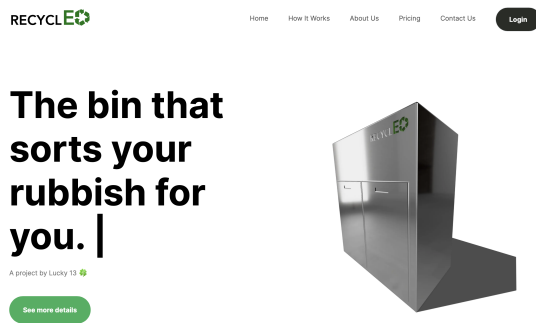 RECYCLEO
Home How It Works About Us Pricing Contact Us Login
The bin that
sorts your
rubbish for
you. |
RECYCLEO
A project by Lucky 13 🍀
See more details